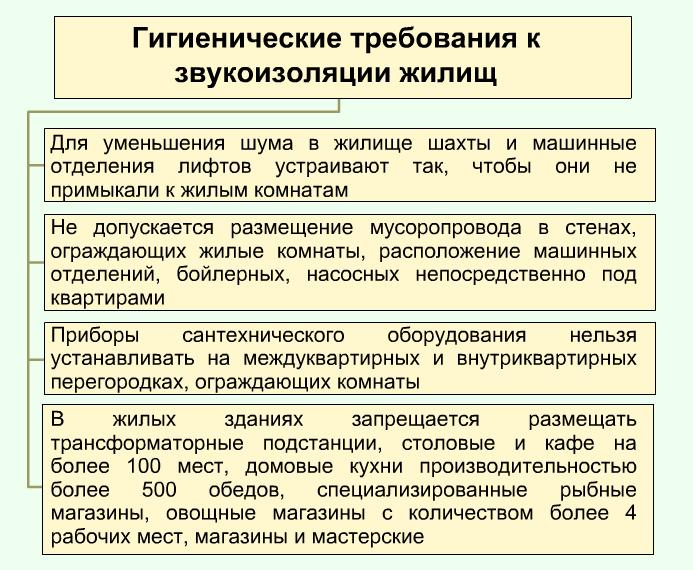 Гигиенические требования к
звукоизоляции жилищ
Для уменьшения шума в жилище шахты и машинные
отделения лифтов устраивают так, чтобы они не
примыкали к жилым комнатам
Не допускается размещение мусоропровода в стенах,
ограждающих жилые комнаты, расположение машинных
отделений, бойлерных, насосных непосредственно под
квартирами
Приборы сантехнического оборудования нельзя
устанавливать на междуквартирных и внутриквартирных
перегородках, ограждающих комнаты
В жилых зданиях запрещается размещать
трансформаторные подстанции, столовые и кафе на
более 100 мест, домовые кухни производительностью
более 500 обедов, специализированные рыбные
магазины, овощные магазины с количеством более 4
рабочих мест, магазины и мастерские